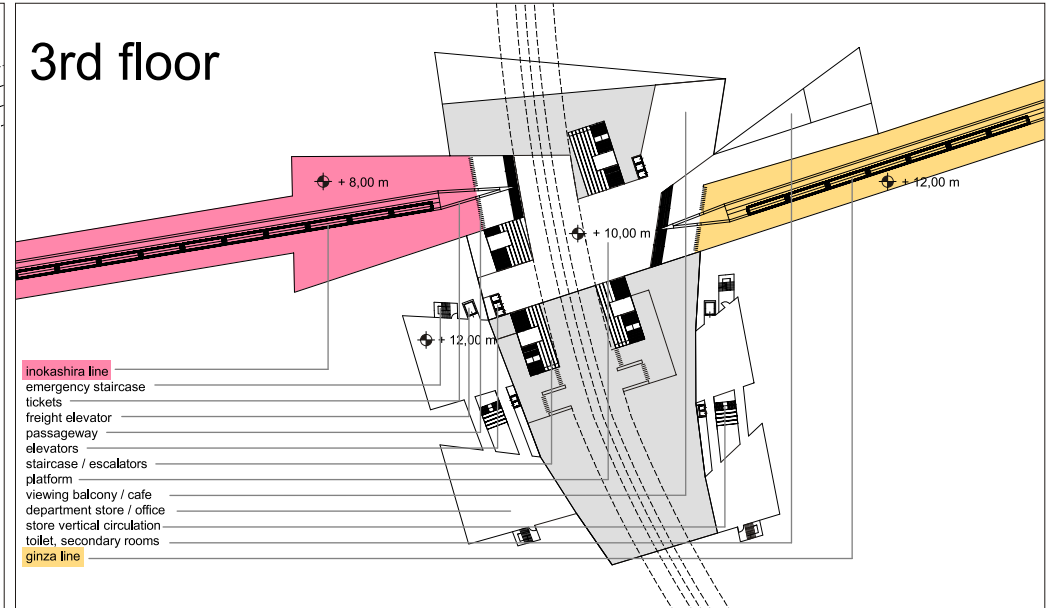 3rd floor
+ 8,00 m
+ 12,00 m
+ 10,00 m
+ 12,00 m
inokashira line
emergency staircase
tickets
freight elevator
passageway
elevators
staircase / escalators
platform
viewing balcony / cafe
department store / office
store vertical circulation
toilet, secondary rooms
ginza line